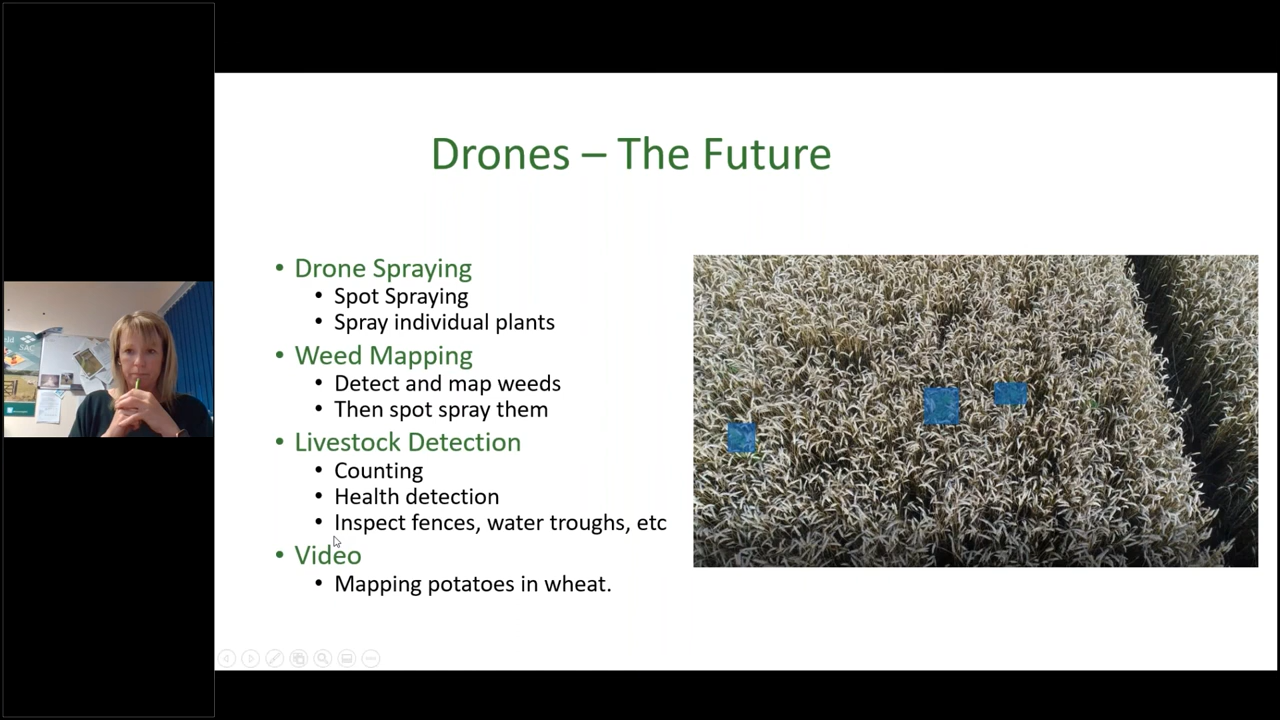 Drones – The Future
• Drone Spraying
• Spot Spraying
• Spray individual plants
• Weed Mapping
• Detect and map weeds
• Then spot spray them
• Livestock Detection
• Counting
• Health detection
• Inspect fences, water troughs, etc
• Video
• Mapping potatoes in wheat.
SAC